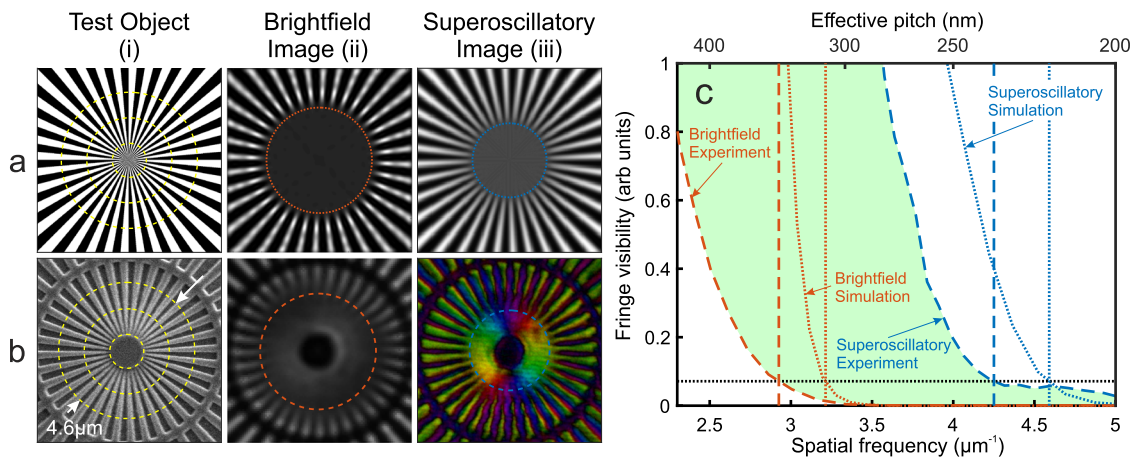 Test Object
(i)
Brightfield
Image (ii)
Superoscillatory
Image (iii)
a
b
4.6µm
Effective pitch (nm)
400
300
250
200
C
1
0.8
0.6
0.4
0.2
0
Fringe visibility (arb units)
Brightfield
Experiment
Superoscillatory
Simulation
Brightfield
Simulation
Superoscillatory
Experiment
2.5
3
3.5
4
4.5
5
Spatial frequency (µm⁻¹)